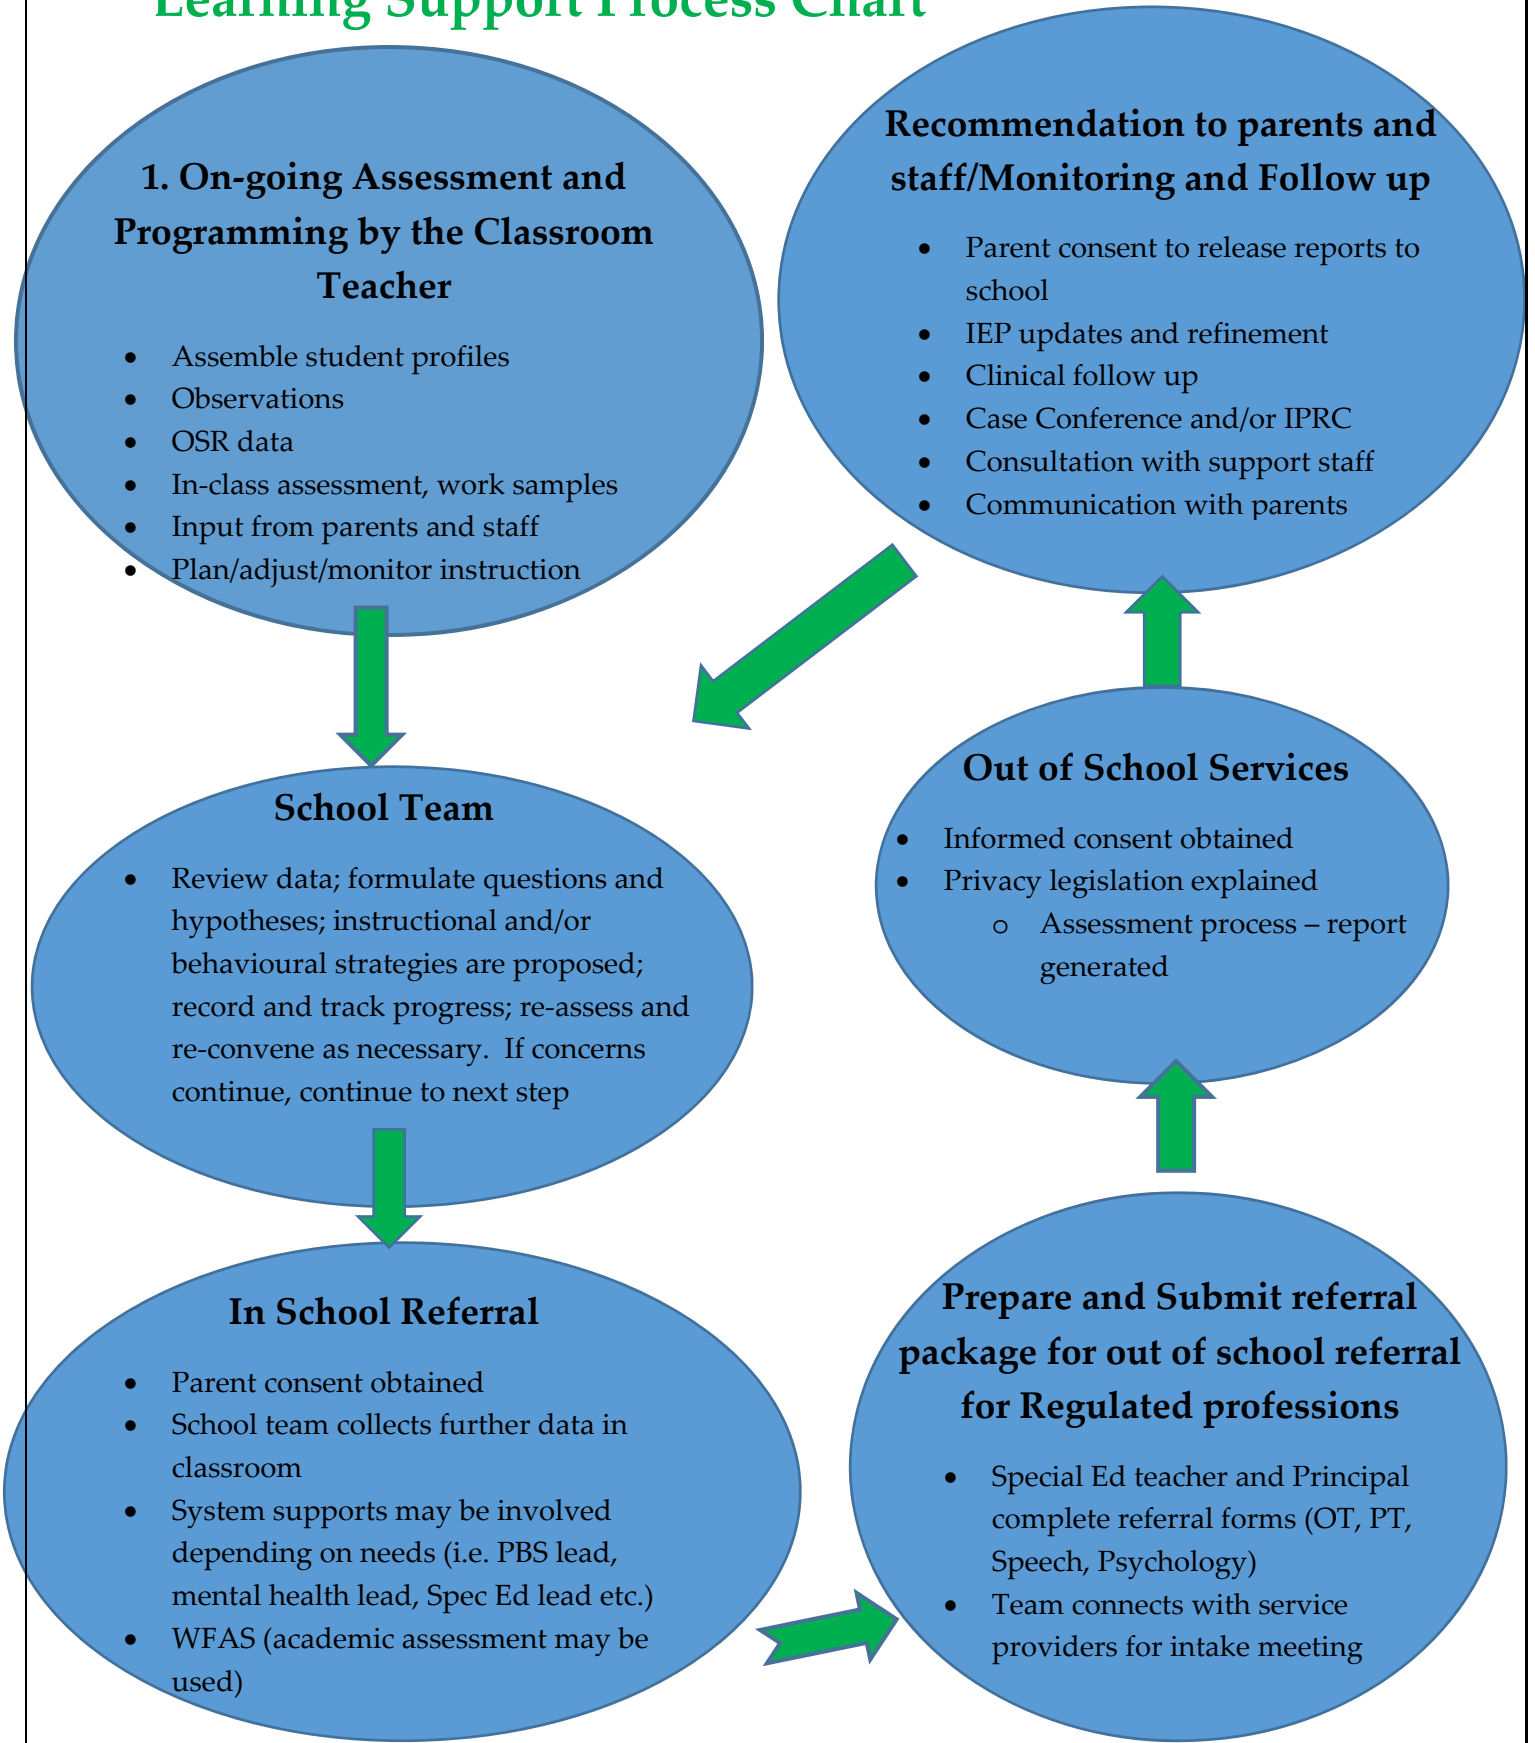 Learning Support Process Chart
1. On-going Assessment and
Programming by the Classroom
Teacher
• Assemble student profiles
• Observations
• OSR data
• In-class assessment, work samples
• Input from parents and staff
• Plan/adjust/monitor instruction
Recommendation to parents and
staff/Monitoring and Follow up
• Parent consent to release reports to
school
• IEP updates and refinement
• Clinical follow up
• Case Conference and/or IPRC
• Consultation with support staff
• Communication with parents
School Team
• Review data; formulate questions and
hypotheses; instructional and/or
behavioural strategies are proposed;
record and track progress; re-assess and
re-convene as necessary.  If concerns
continue, continue to next step
Out of School Services
• Informed consent obtained
• Privacy legislation explained
o Assessment process – report
generated
In School Referral
• Parent consent obtained
• School team collects further data in
classroom
• System supports may be involved
depending on needs (i.e. PBS lead,
mental health lead, Spec Ed lead etc.)
• WFAS (academic assessment may be
used)
Prepare and Submit referral
package for out of school referral
for Regulated professions
• Special Ed teacher and Principal
complete referral forms (OT, PT,
Speech, Psychology)
• Team connects with service
providers for intake meeting